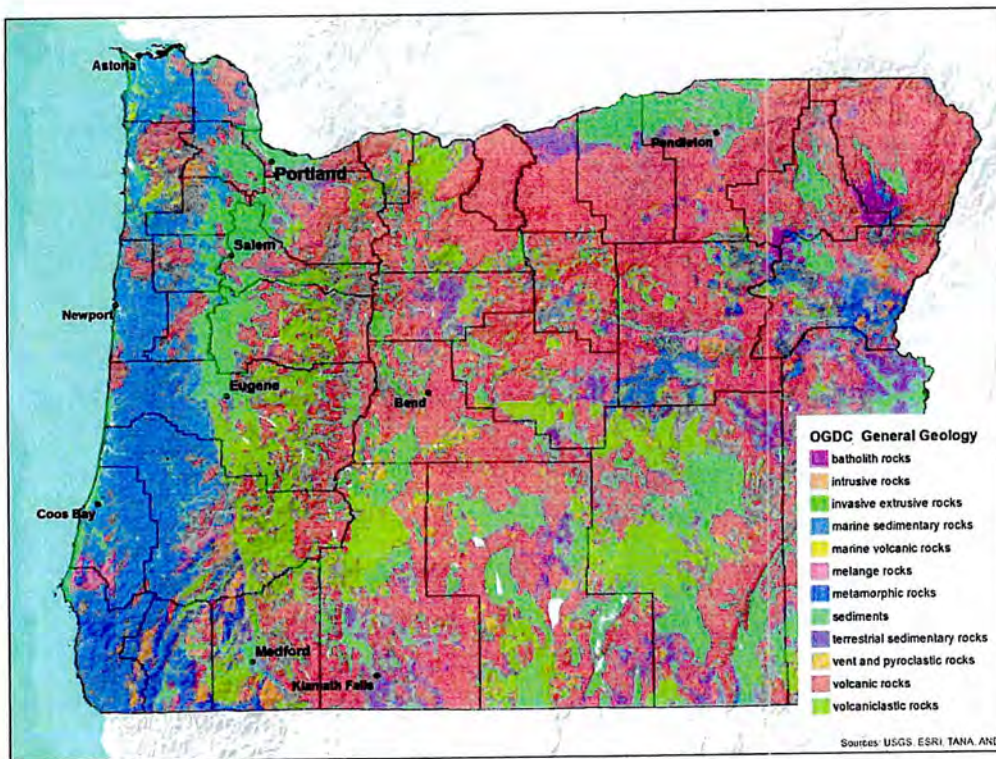 Astoria
Portland
Pendleton
Salem
Newport
Eugene
Bend
Coos Bay
Medford
Klamath Falls
OGDC General Geology
batholith rocks
intrusive rocks
invasive extrusive rocks
marine sedimentary rocks
marine volcanic rocks
melange rocks
metamorphic rocks
sediments
terrestrial sedimentary rocks
vent and pyroclastic rocks
volcanic rocks
volcaniclastic rocks
Sources: USGS, ESRI, TANA, AND